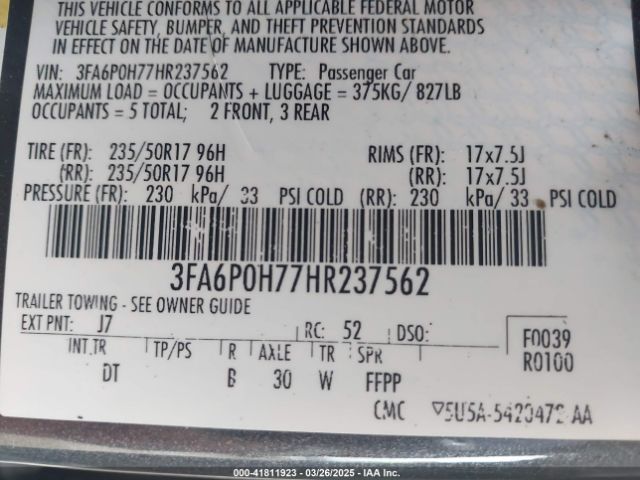 THIS VEHICLE CONFORMS TO ALL APPLICABLE FEDERAL MOTOR
VEHICLE SAFETY, BUMPER, AND THEFT PREVENTION STANDARDS
IN EFFECT ON THE DATE OF MANUFACTURE SHOWN ABOVE.
VIN: 3FA6P0H77HR237562 TYPE: Passenger Car
MAXIMUM LOAD = OCCUPANTS + LUGGAGE = 375KG/ 827LB
OCCUPANTS = 5 TOTAL; 2 FRONT, 3 REAR
TIRE (FR): 235/50R17 96H RIMS (FR): 17x7.5J
(RR): 235/50R17 96H (RR): 17x7.5J
PRESSURE (FR): 230 kPa/ 33 PSI COLD (RR): 230 kPa/ 33 PSI COLD
3FA6P0H77HR237562
TRAILER TOWING - SEE OWNER GUIDE
EXT PNT: J7 RC: 52 DSO: F0039
INT TR TP/PS R AXLE TR SPR R0100
DT B 30 W FFPP
CMC ▽5U5A-5420472-AA
000-41811923 — 03/26/2025 — IAA Inc.